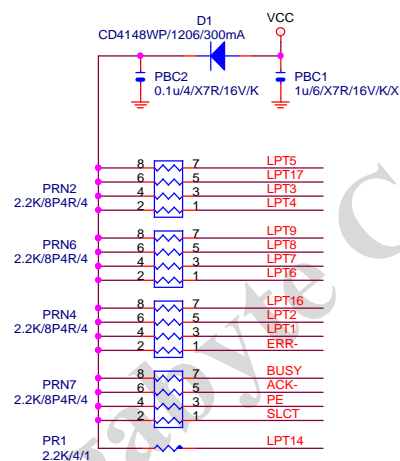 D1
VCC
CD4148WP/1206/300mA
PBC2
0.1u/4/X7R/16V/K
PBC1
1u/6/X7R/16V/K/X
PRN2
2.2K/8P4R/4
8 7 LPT5
6 5 LPT17
4 3 LPT3
2 1 LPT4
PRN6
2.2K/8P4R/4
8 7 LPT9
6 5 LPT8
4 3 LPT7
2 1 LPT6
PRN4
2.2K/8P4R/4
8 7 LPT16
6 5 LPT2
4 3 LPT1
2 1 ERR-
PRN7
2.2K/8P4R/4
8 7 BUSY
6 5 ACK-
4 3 PE
2 1 SLCT
PR1
2.2K/4/1
LPT14
abyte C